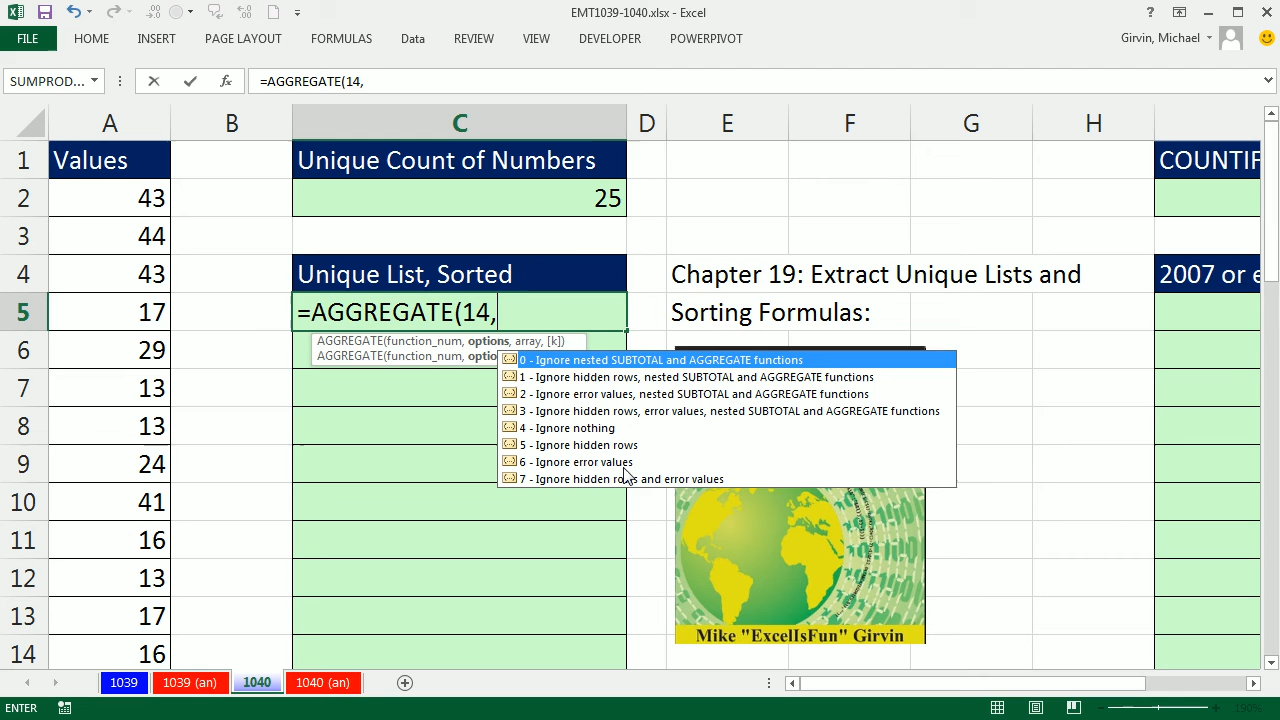 EMT1039-1040.xlsx - Excel
FILE HOME INSERT PAGE LAYOUT FORMULAS Data REVIEW VIEW DEVELOPER POWERPIVOT Girvin, Michael
SUMPROD... =AGGREGATE(14,
A B C D E F G H
1 Values Unique Count of Numbers COUNTIF
2 43 25
3 44
4 43 Unique List, Sorted Chapter 19: Extract Unique Lists and 2007 or e
5 17 =AGGREGATE(14, Sorting Formulas:
AGGREGATE(function_num, options, array, [k])
AGGREGATE(function_num, optio
6 29
0 - Ignore nested SUBTOTAL and AGGREGATE functions
1 - Ignore hidden rows, nested SUBTOTAL and AGGREGATE functions
2 - Ignore error values, nested SUBTOTAL and AGGREGATE functions
3 - Ignore hidden rows, error values, nested SUBTOTAL and AGGREGATE functions
4 - Ignore nothing
5 - Ignore hidden rows
6 - Ignore error values
7 - Ignore hidden rows and error values
7 13
8 13
9 24
10 41
11 16
12 13
13 17
Mike "ExcelIsFun" Girvin
14 16
1039 1039 (an) 1040 1040 (an)
ENTER 190%